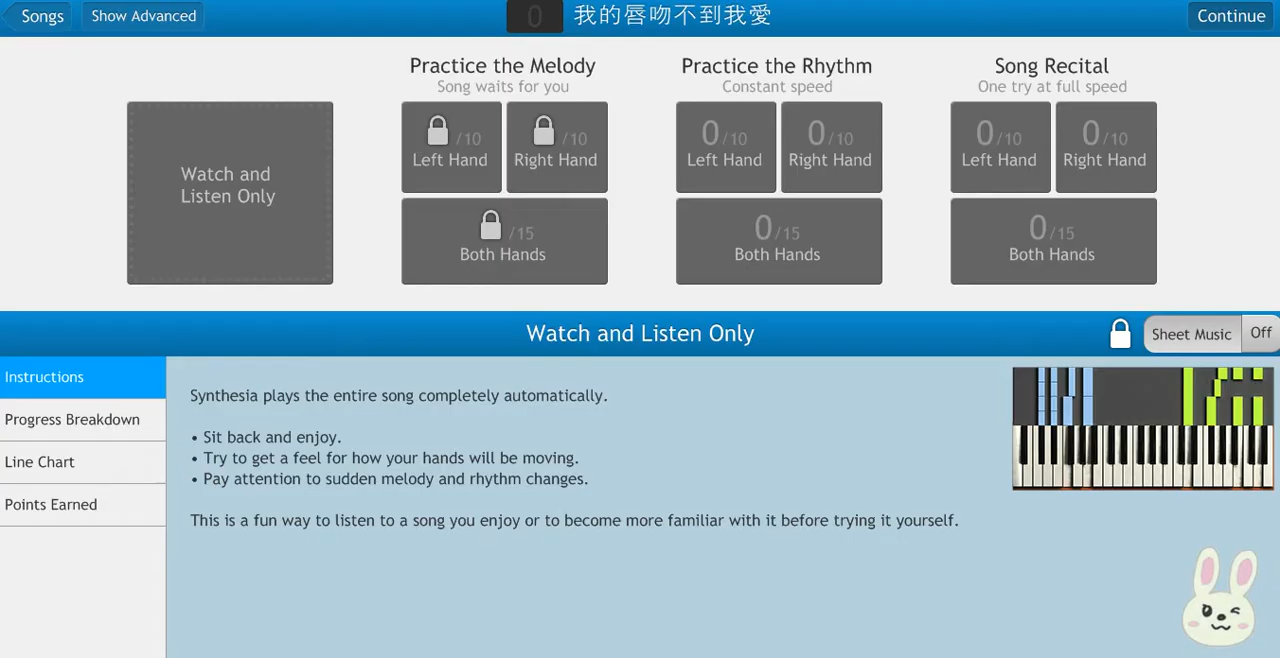 Songs
Show Advanced
0
我的唇吻不到我愛
Continue
Practice the Melody
Song waits for you
/10
Left Hand
/10
Right Hand
/15
Both Hands
Practice the Rhythm
Constant speed
0/10
Left Hand
0/10
Right Hand
0/15
Both Hands
Song Recital
One try at full speed
0/10
Left Hand
0/10
Right Hand
0/15
Both Hands
Watch and
Listen Only
Watch and Listen Only
Sheet Music
Off
Instructions
Progress Breakdown
Line Chart
Points Earned
Synthesia plays the entire song completely automatically.
• Sit back and enjoy.
• Try to get a feel for how your hands will be moving.
• Pay attention to sudden melody and rhythm changes.
This is a fun way to listen to a song you enjoy or to become more familiar with it before trying it yourself.